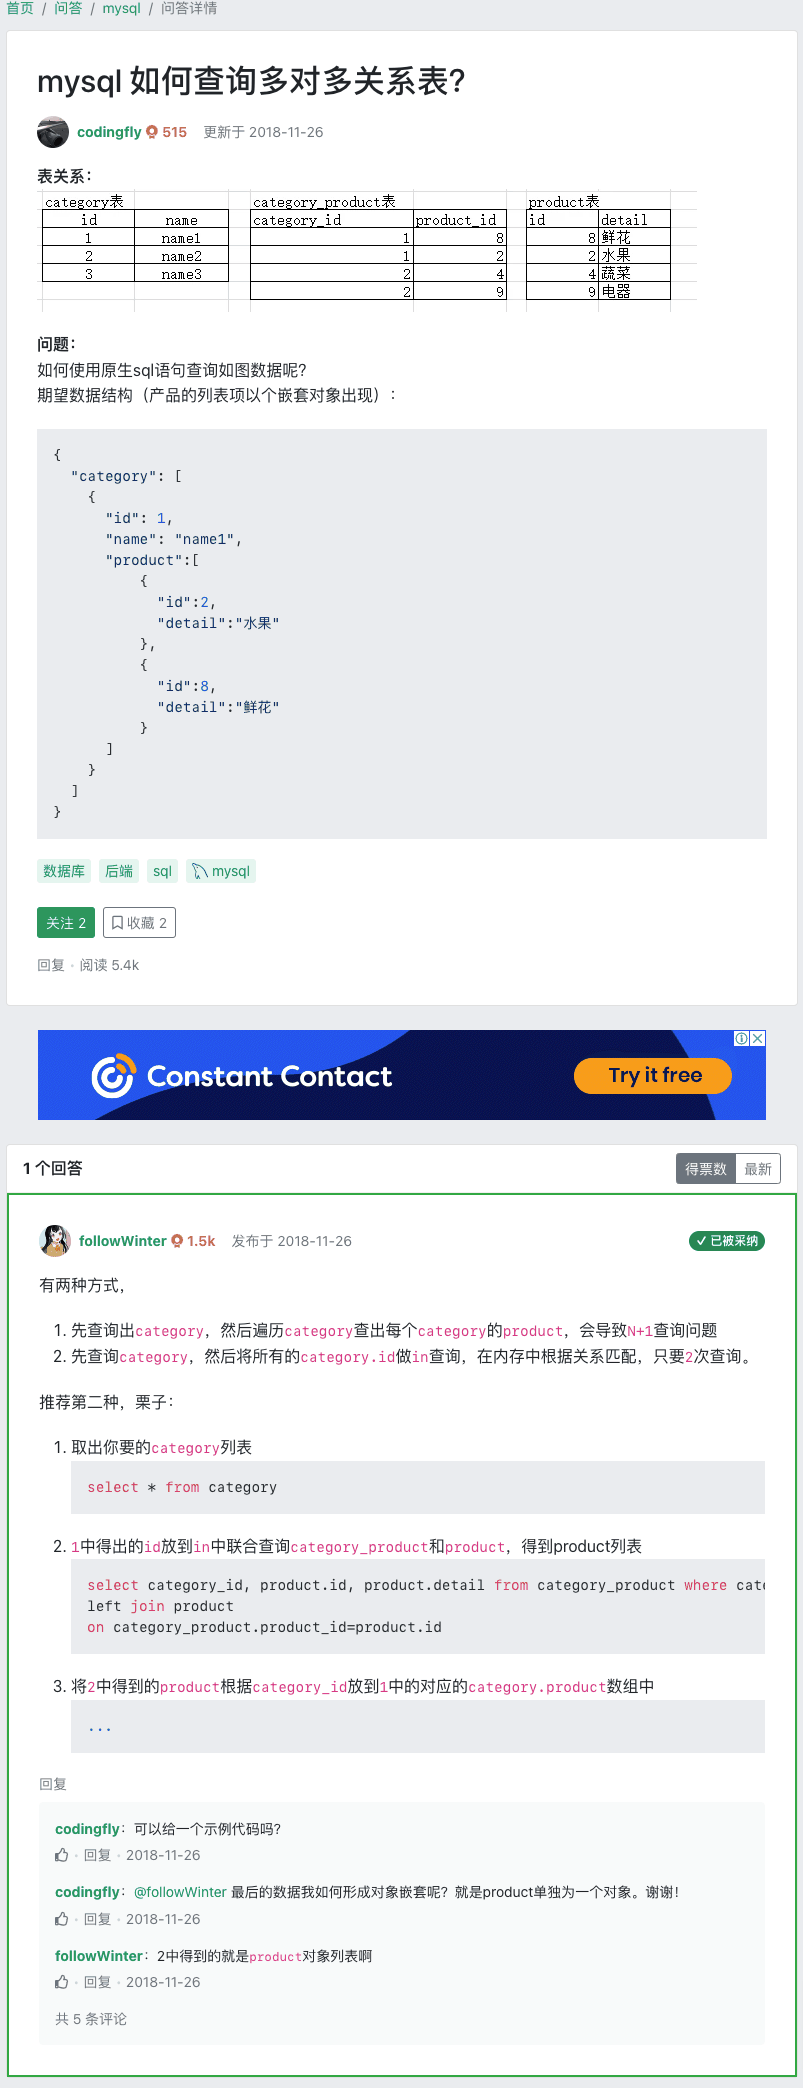 首页 / 问答 / mysql / 问答详情
mysql 如何查询多对多关系表？
codingfly 515 更新于 2018-11-26
表关系：
category表 category_product表 product表
id name category_id product_id id detail
1 name1 1 8 8 鲜花
2 name2 1 2 2 水果
3 name3 2 4 4 蔬菜
2 9 9 电器
问题：
如何使用原生sql语句查询如图数据呢？
期望数据结构（产品的列表项以个嵌套对象出现）：
{
"category": [
{
"id": 1,
"name": "name1",
"product":[
{
"id":2,
"detail":"水果"
},
{
"id":8,
"detail":"鲜花"
}
]
}
]
}
数据库 后端 sql mysql
关注 2 收藏 2
回复 · 阅读 5.4k
Constant Contact Try it free
1 个回答 得票数 最新
followWinter 1.5k 发布于 2018-11-26 已被采纳
有两种方式，
1. 先查询出category，然后遍历category查出每个category的product，会导致N+1查询问题
2. 先查询category，然后将所有的category.id做in查询，在内存中根据关系匹配，只要2次查询。
推荐第二种，栗子：
1. 取出你要的category列表
select * from category
2. 1中得出的id放到in中联合查询category_product和product，得到product列表
select category_id, product.id, product.detail from category_product where cate
left join product
on category_product.product_id=product.id
3. 将2中得到的product根据category_id放到1中的对应的category.product数组中
...
回复
codingfly：可以给一个示例代码吗?
· 回复 · 2018-11-26
codingfly：@followWinter 最后的数据我如何形成对象嵌套呢？就是product单独为一个对象。谢谢！
· 回复 · 2018-11-26
followWinter：2中得到的就是product对象列表啊
· 回复 · 2018-11-26
共 5 条评论